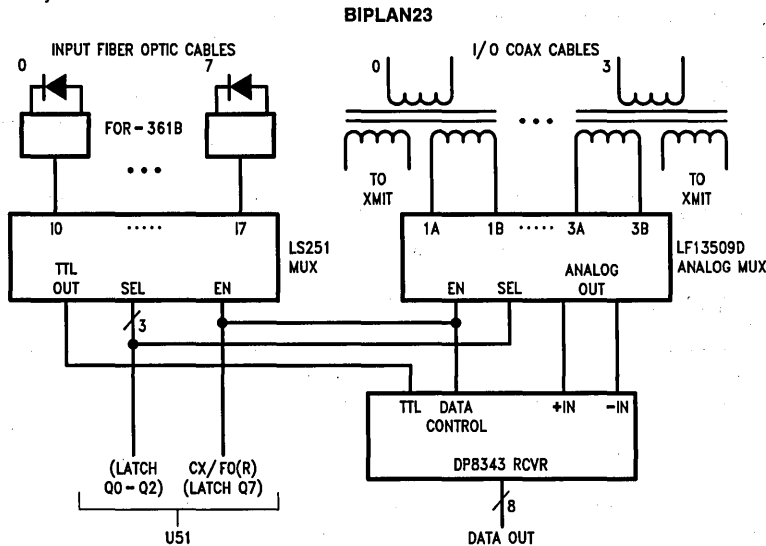 BIPLAN23
INPUT FIBER OPTIC CABLES
0 7
I/O COAX CABLES
0 3
FOR-361B
•••
•••
TO
XMIT
TO
XMIT
I0 ..... I7
LS251
MUX
TTL
OUT SEL EN
1A 1B ..... 3A 3B
LF13509D
ANALOG MUX
EN SEL ANALOG
OUT
3
TTL DATA
CONTROL +IN -IN
DP8343 RCVR
8
DATA OUT
(LATCH
Q0-Q2)
CX/FO(R)
(LATCH Q7)
U51